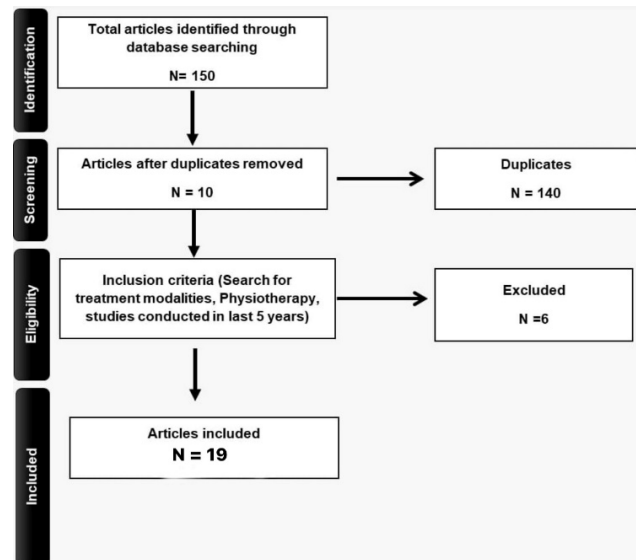 Identification
Total articles identified through
database searching
N= 150
Screening
Articles after duplicates removed
N = 10
Duplicates
N = 140
Eligibility
Inclusion criteria (Search for
treatment modalities, Physiotherapy,
studies conducted in last 5 years)
Excluded
N =6
Included
Articles included
N = 19